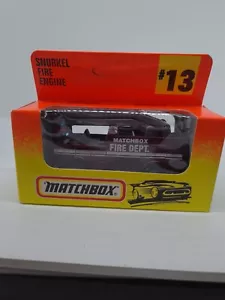 SNORKEL
FIRE
ENGINE
#13
MATCHBOX
FIRE DEPT.
MATCHBOX